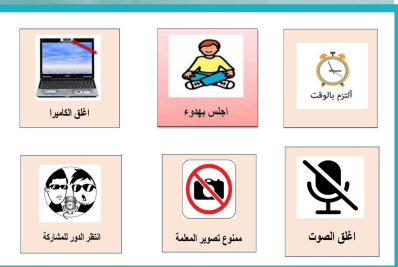 ألتزم بالوقت
اجلس بهدوء
اغلق الكاميرا
اغلق الصوت
ممنوع تصوير المعلمة
انتظر الدور للمشاركة